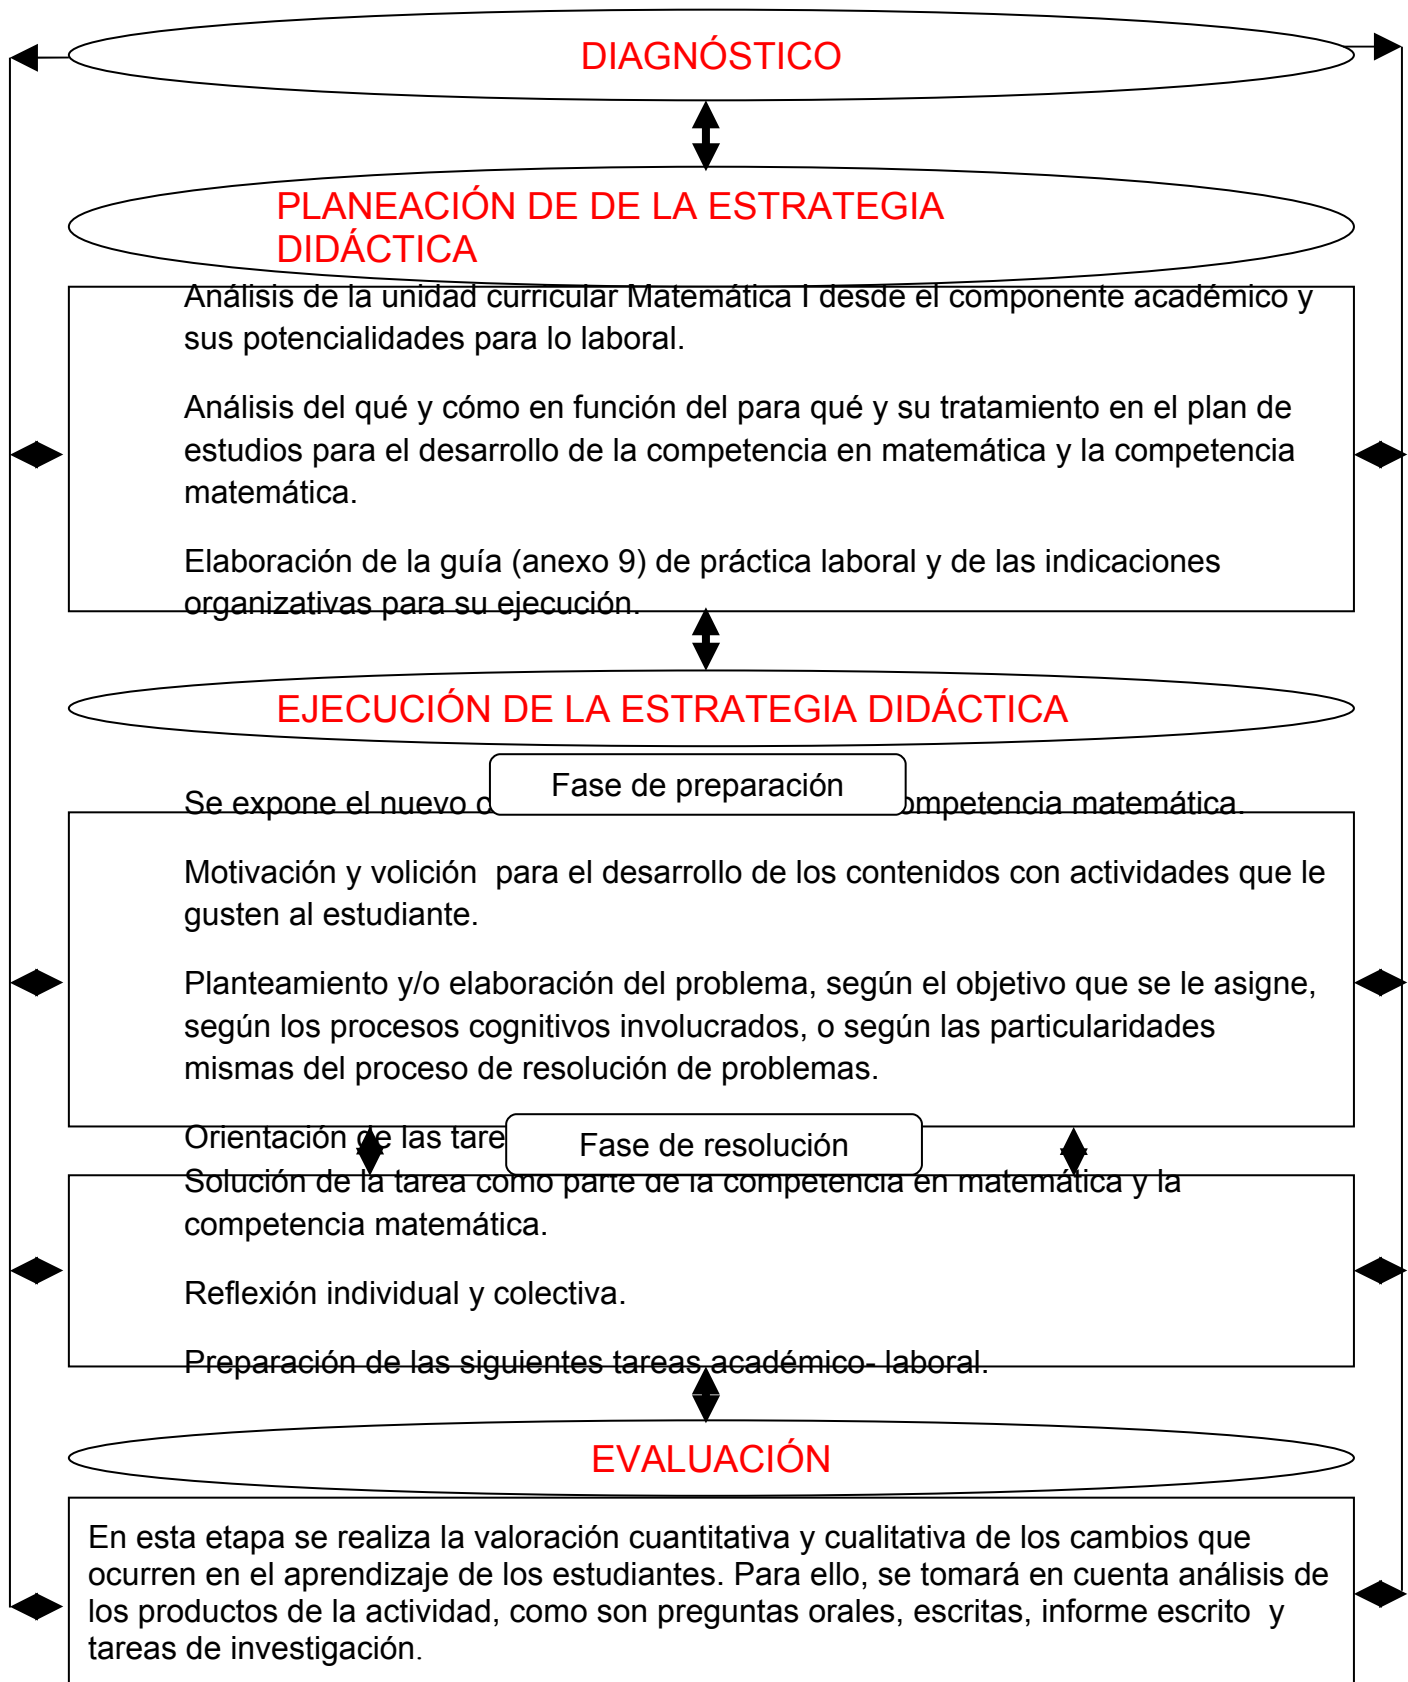 DIAGNÓSTICO
PLANEACIÓN DE DE LA ESTRATEGIA
DIDÁCTICA
Análisis de la unidad curricular Matemática I desde el componente académico y
sus potencialidades para lo laboral.
Análisis del qué y cómo en función del para qué y su tratamiento en el plan de
estudios para el desarrollo de la competencia en matemática y la competencia
matemática.
Elaboración de la guía (anexo 9) de práctica laboral y de las indicaciones
organizativas para su ejecución.
EJECUCIÓN DE LA ESTRATEGIA DIDÁCTICA
Fase de preparación
Se expone el nuevo competencia matemática.
Motivación y volición  para el desarrollo de los contenidos con actividades que le
gusten al estudiante.
Planteamiento y/o elaboración del problema, según el objetivo que se le asigne,
según los procesos cognitivos involucrados, o según las particularidades
mismas del proceso de resolución de problemas.
Orientación de las
Fase de resolución
Solución de la tarea como parte de la competencia en matemática y la
competencia matemática.
Reflexión individual y colectiva.
Preparación de las siguientes tareas académico- laboral.
EVALUACIÓN
En esta etapa se realiza la valoración cuantitativa y cualitativa de los cambios que
ocurren en el aprendizaje de los estudiantes. Para ello, se tomará en cuenta análisis de
los productos de la actividad, como son preguntas orales, escritas, informe escrito  y
tareas de investigación.